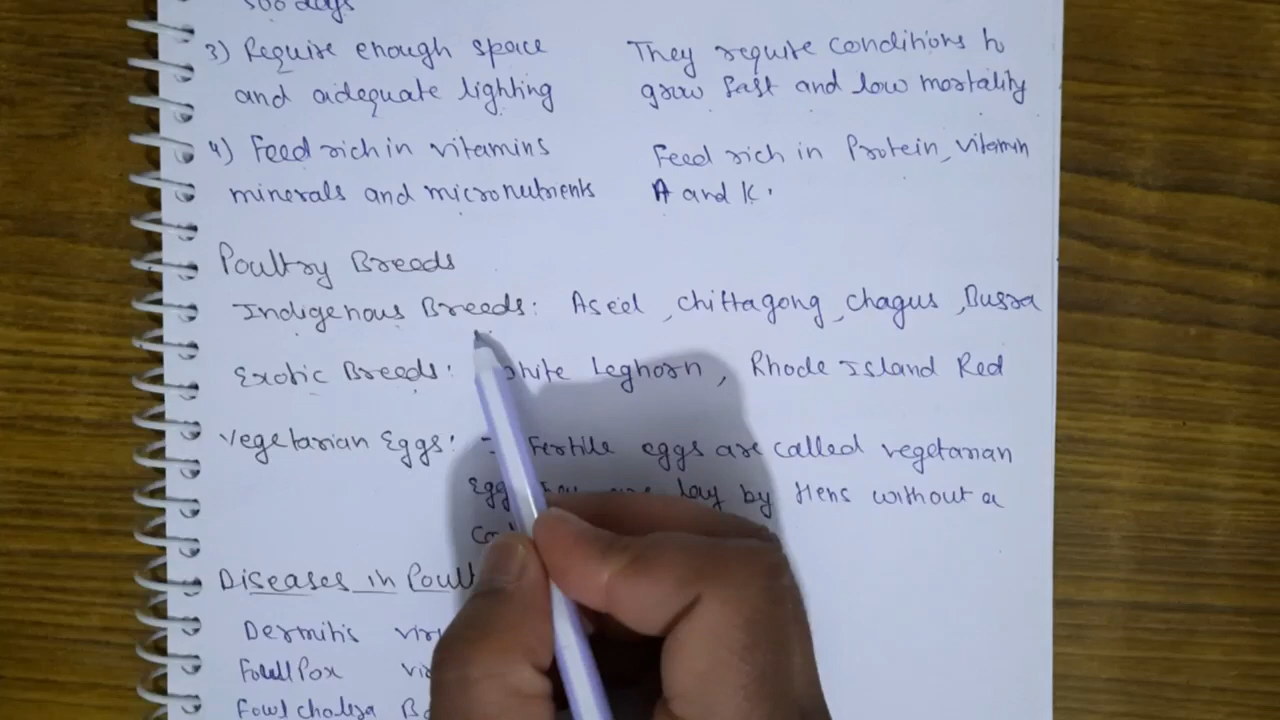 days
3) Require enough space They require conditions to
and adequate lighting grow fast and low mortality
4) Feed rich in vitamins Feed rich in Protein, vitamin
minerals and micronutrients A and K.
Poultry Breeds
Indigenous Breeds: Aseel, Chittagong, Chagus, Bussa
Exotic Breeds: Leghorn, Rhode Island Red
Vegetarian Eggs: Fertile eggs are called vegetarian
lay by Hens without a
Diseases in
Dermitis
FowlPox
Fowl cholera